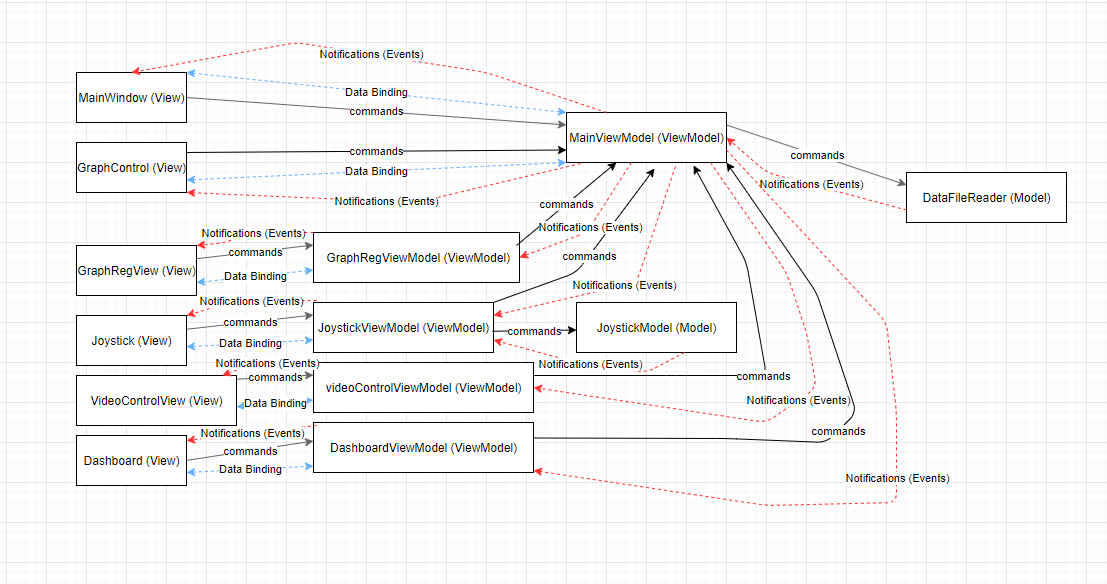 Notifications (Events)
MainWindow (View)
Data Binding
commands
MainViewModel (ViewModel)
GraphControl (View)
commands
Data Binding
Notifications (Events)
commands
Notifications (Events)
DataFileReader (Model)
commands
Notifications (Events)
Notifications (Events)
commands
Data Binding
GraphRegView (View)
GraphRegViewModel (ViewModel)
commands
Notifications (Events)
Notifications (Events)
commands
Data Binding
Joystick (View)
JoystickViewModel (ViewModel)
commands
JoystickModel (Model)
Notifications (Events)
Notifications (Events)
commands
Data Binding
VideoControlView (View)
videoControlViewModel (ViewModel)
commands
Notifications (Events)
Notifications (Events)
commands
Data Binding
Dashboard (View)
DashboardViewModel (ViewModel)
commands
Notifications (Events)